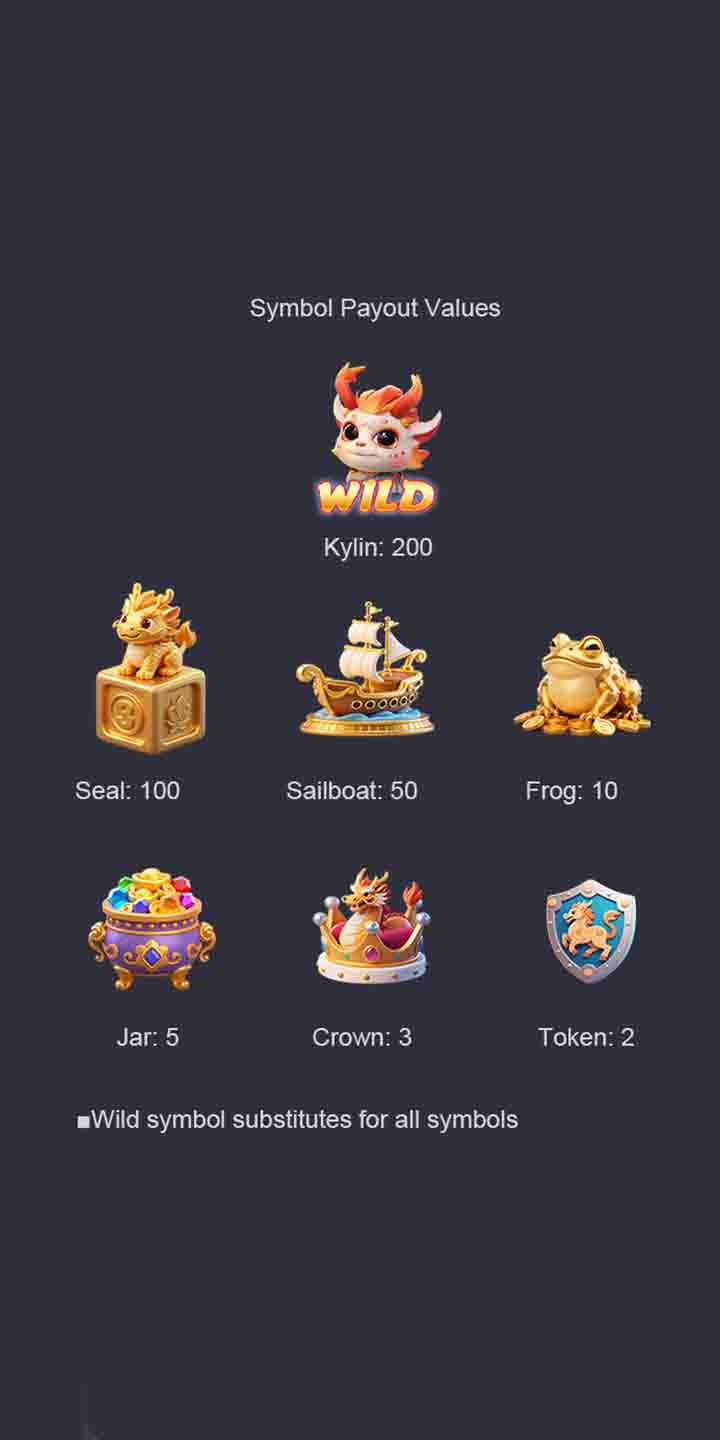 Symbol Payout Values
WILD
Kylin: 200
Seal: 100
Sailboat: 50
Frog: 10
Jar: 5
Crown: 3
Token: 2
■Wild symbol substitutes for all symbols